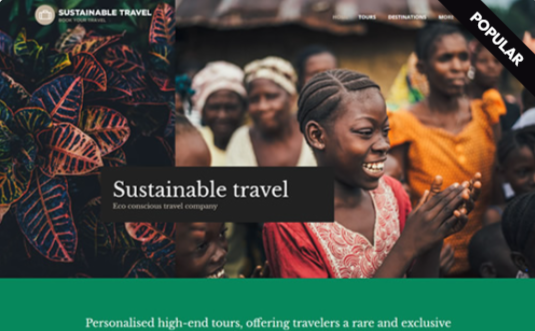 SUSTAINABLE TRAVEL
BOOK YOUR TRAVEL
TOURS DESTINATIONS MORE
POPULAR
Sustainable travel
Eco conscious travel company
Personalised high-end tours, offering travelers a rare and exclusive